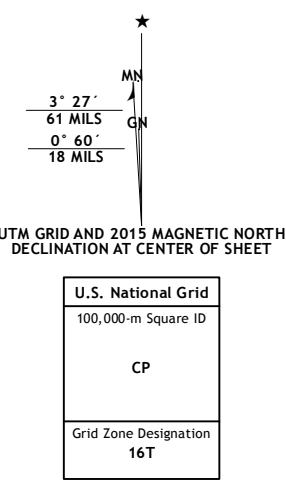 ★
MN
3° 27´
61 MILS
GN
0° 60´
18 MILS
UTM GRID AND 2015 MAGNETIC NORTH
DECLINATION AT CENTER OF SHEET
U.S. National Grid
100,000-m Square ID
CP
Grid Zone Designation
16T